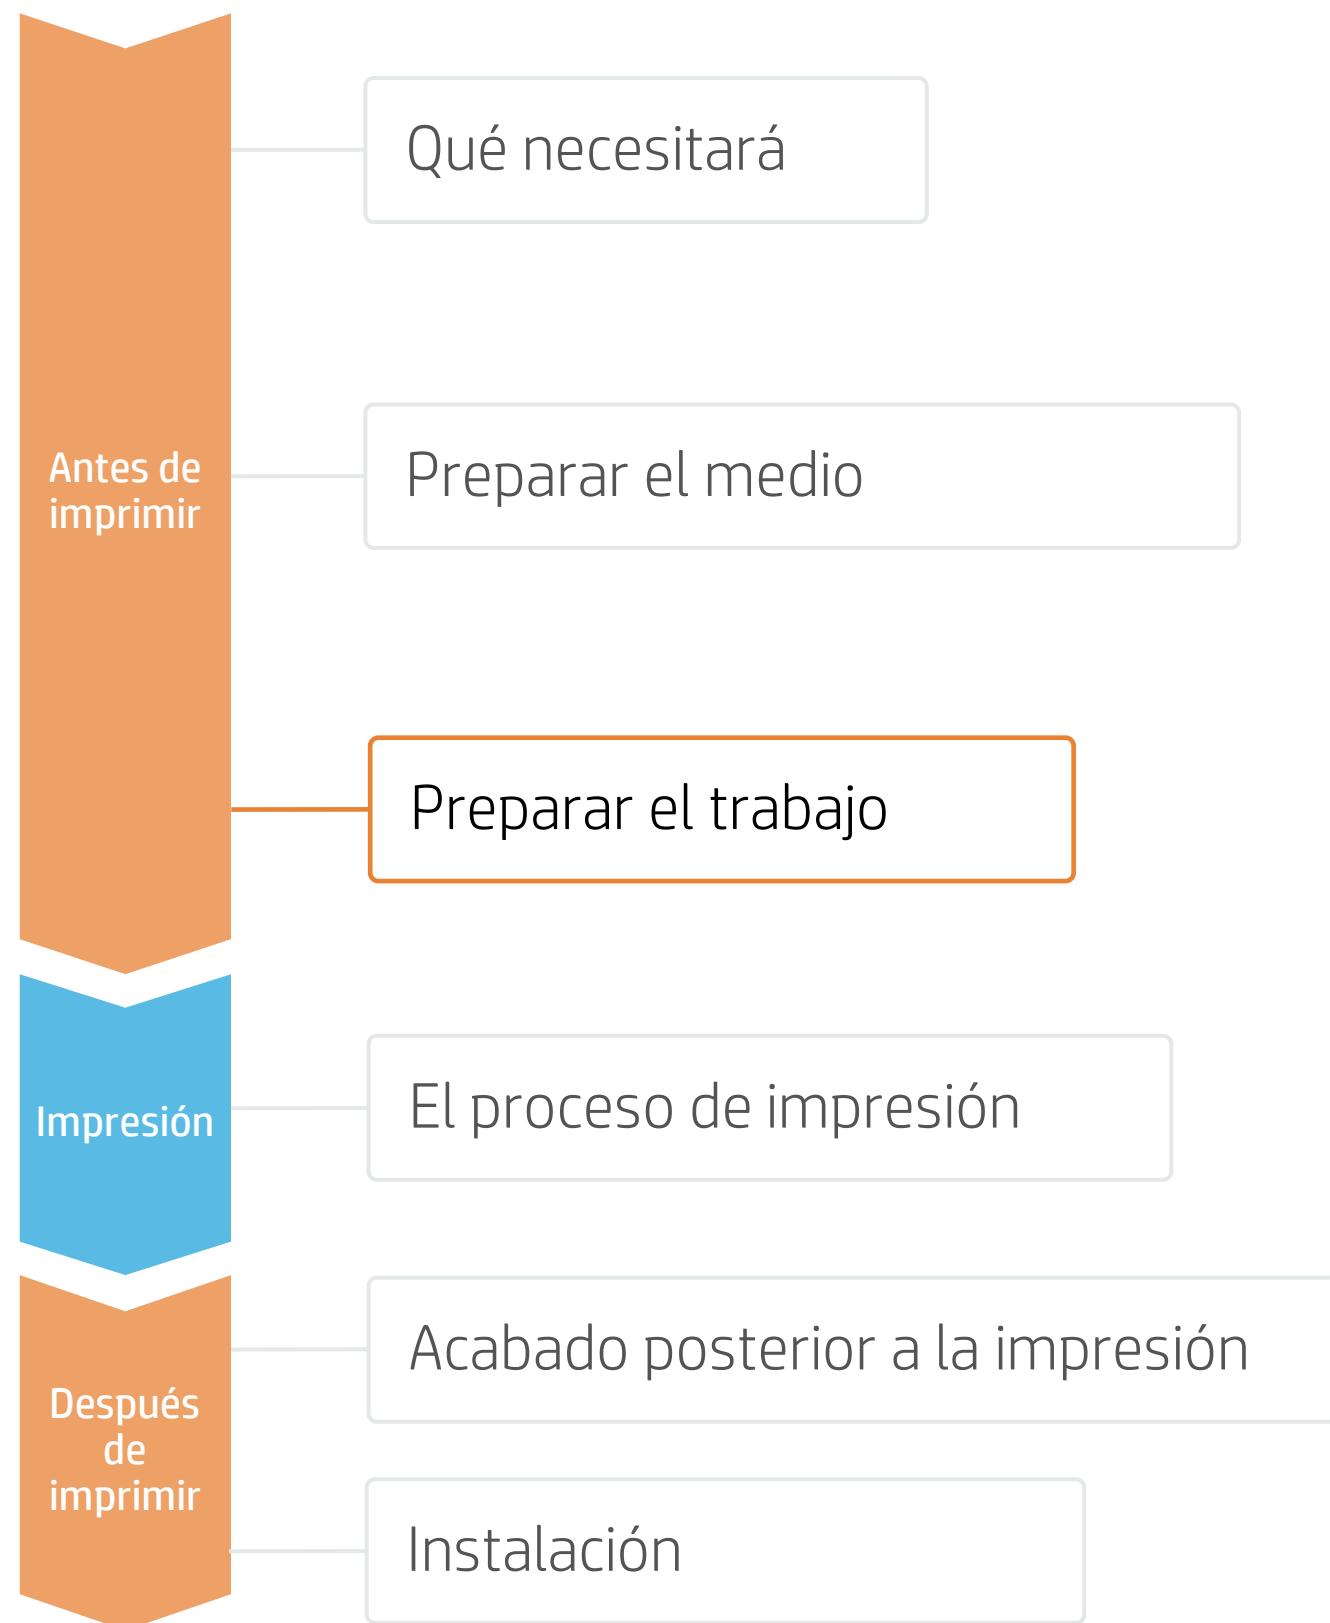 Qué necesitará
Antes de
imprimir
Preparar el medio
Preparar el trabajo
Impresión
El proceso de impresión
Después
de
imprimir
Acabado posterior a la impresión
Instalación